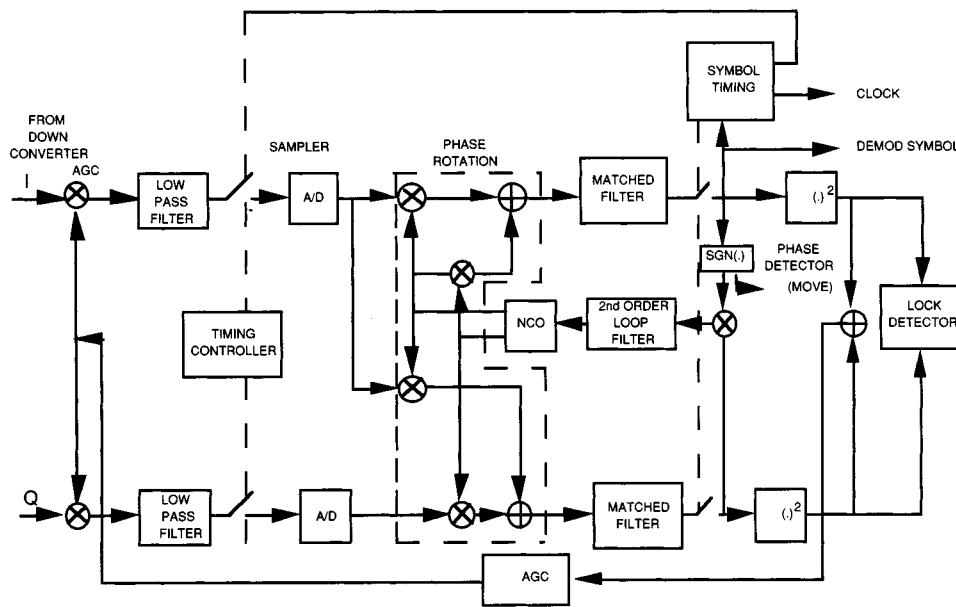 SYMBOL
TIMING
CLOCK
FROM
DOWN
CONVERTER
I
AGC
SAMPLER
PHASE
ROTATION
DEMOD SYMBOL
LOW
PASS
FILTER
A/D
MATCHED
FILTER
(.)2
SGN(.)
PHASE
DETECTOR
(MOVE)
TIMING
CONTROLLER
NCO
2nd ORDER
LOOP
FILTER
LOCK
DETECTOR
Q
LOW
PASS
FILTER
A/D
MATCHED
FILTER
(.)2
AGC